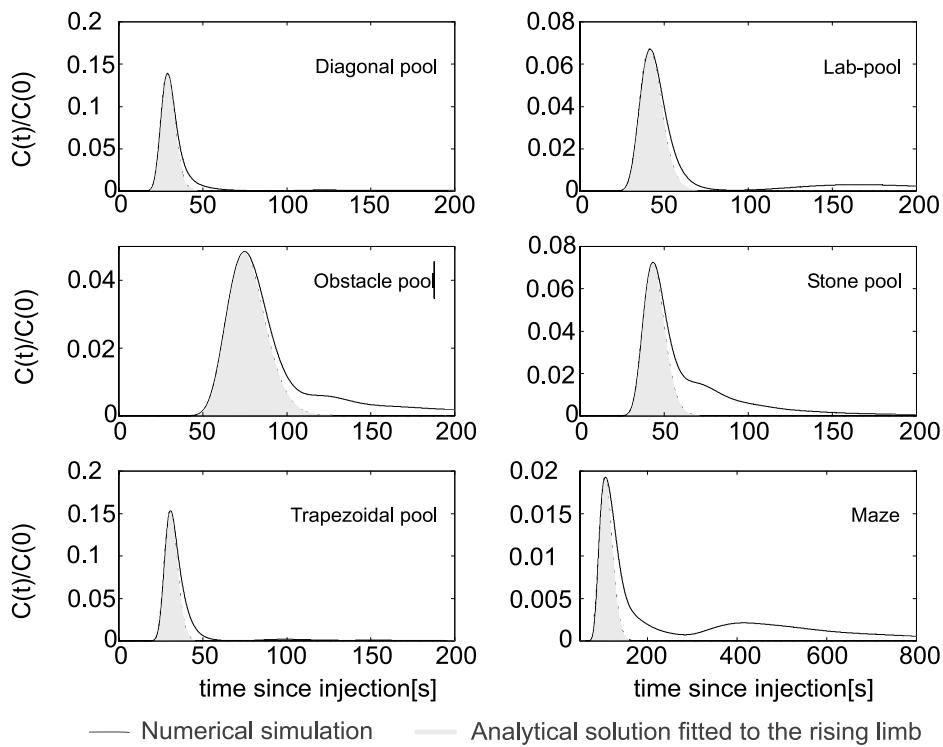 0.2
0.15
0.1
0.05
0
C(t)/C(0)
Diagonal pool
0 50 100 150 200
0.08
0.06
0.04
0.02
0
Lab-pool
0 50 100 150 200
0.04
0.02
0
C(t)/C(0)
Obstacle pool
0 50 100 150 200
0.08
0.06
0.04
0.02
0
Stone pool
0 50 100 150 200
0.2
0.15
0.1
0.05
0
C(t)/C(0)
Trapezoidal pool
0 50 100 150 200
time since injection[s]
0.02
0.015
0.01
0.005
0
Maze
200 400 600 800
time since injection[s]
Numerical simulation
Analytical solution fitted to the rising limb